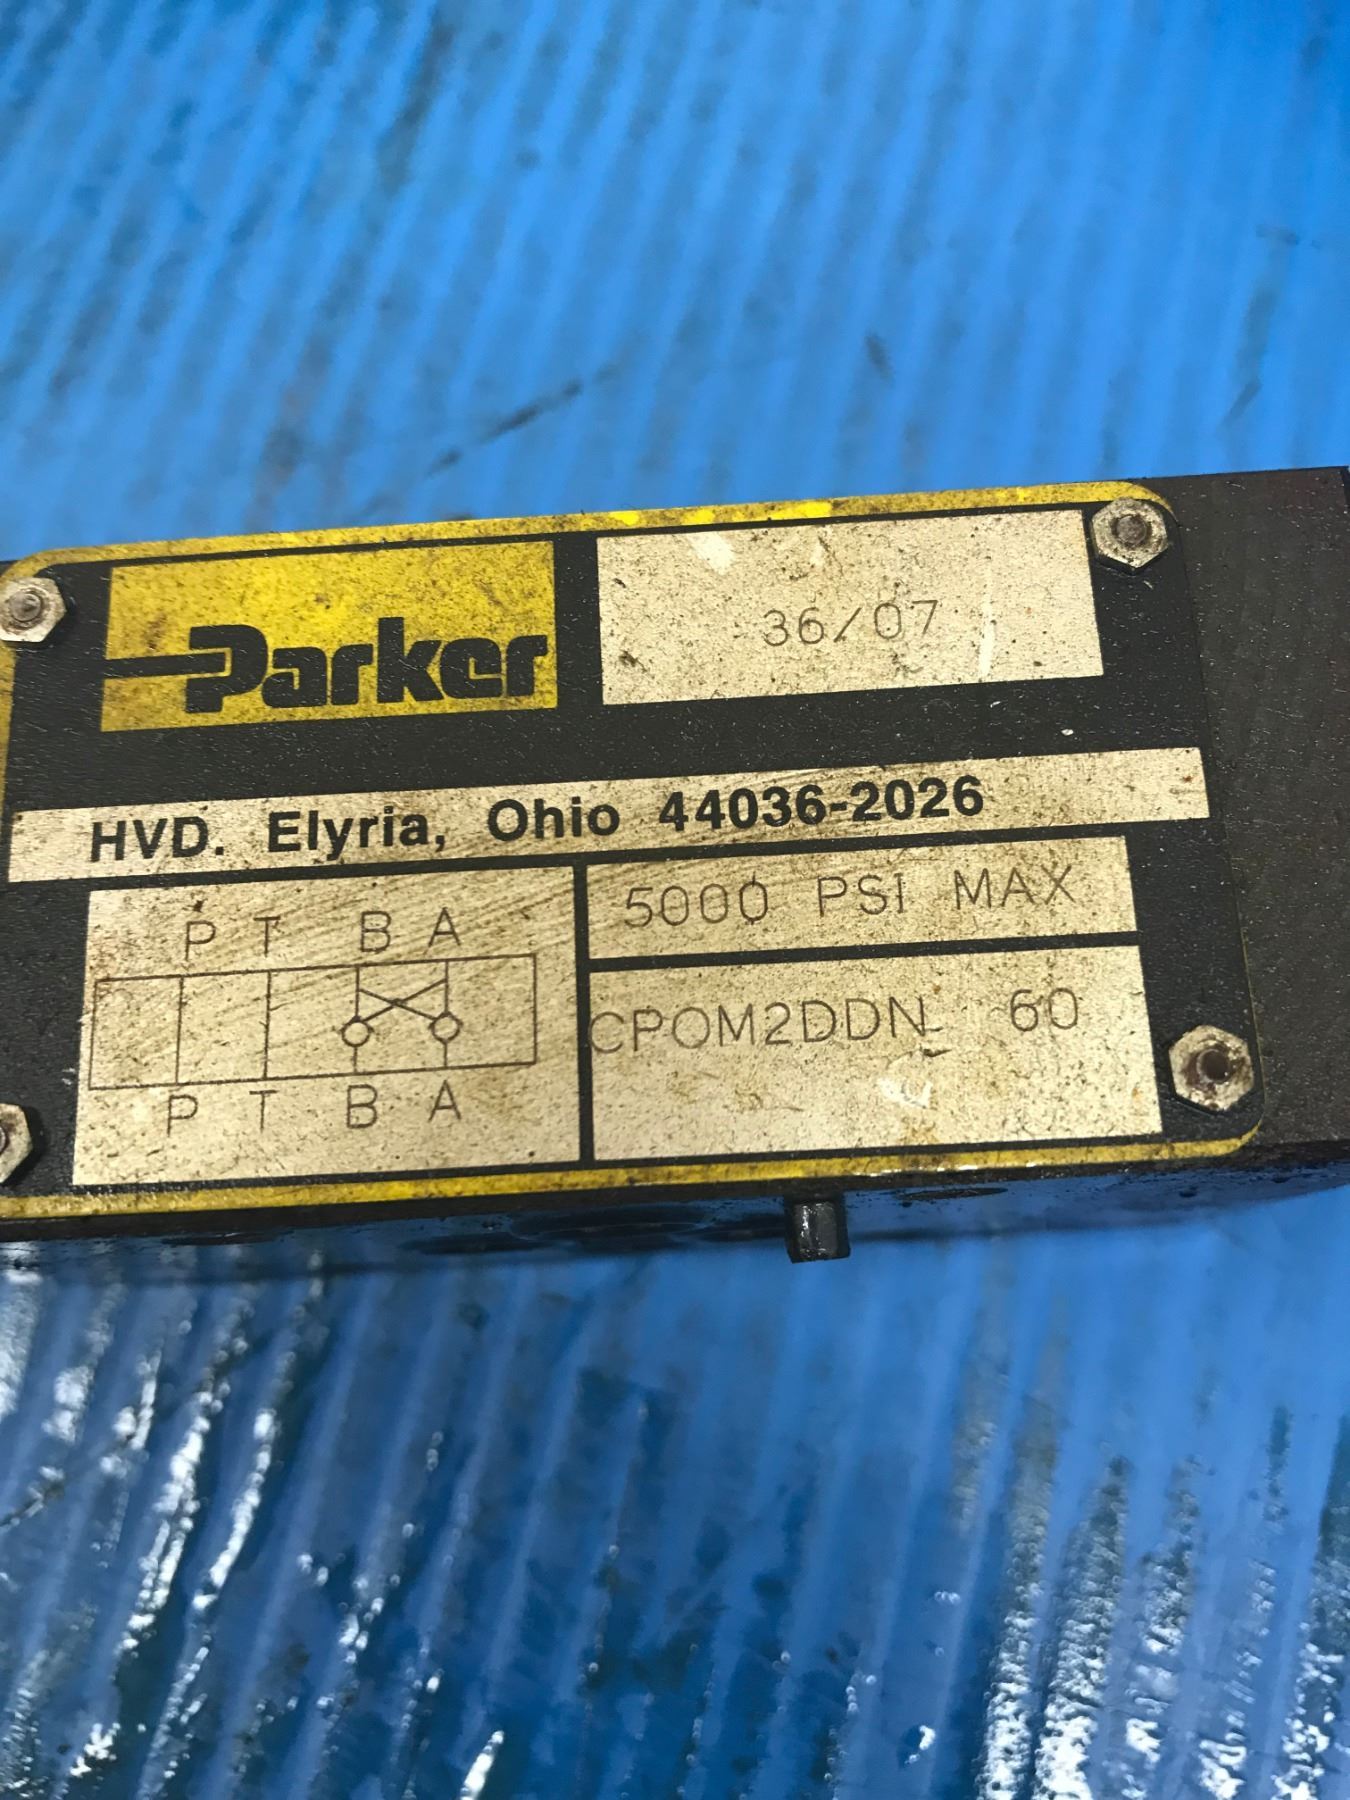 Parker
36/07
HVD. Elyria, Ohio 44036-2026
P T B A
P T B A
5000 PSI MAX
CPOM2DDN 60